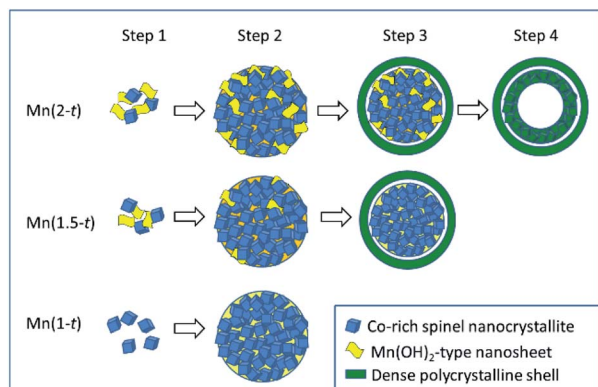 Step 1 Step 2 Step 3 Step 4
Mn(2-t)
Mn(1.5-t)
Mn(1-t)
Co-rich spinel nanocrystallite
Mn(OH)₂-type nanosheet
Dense polycrystalline shell